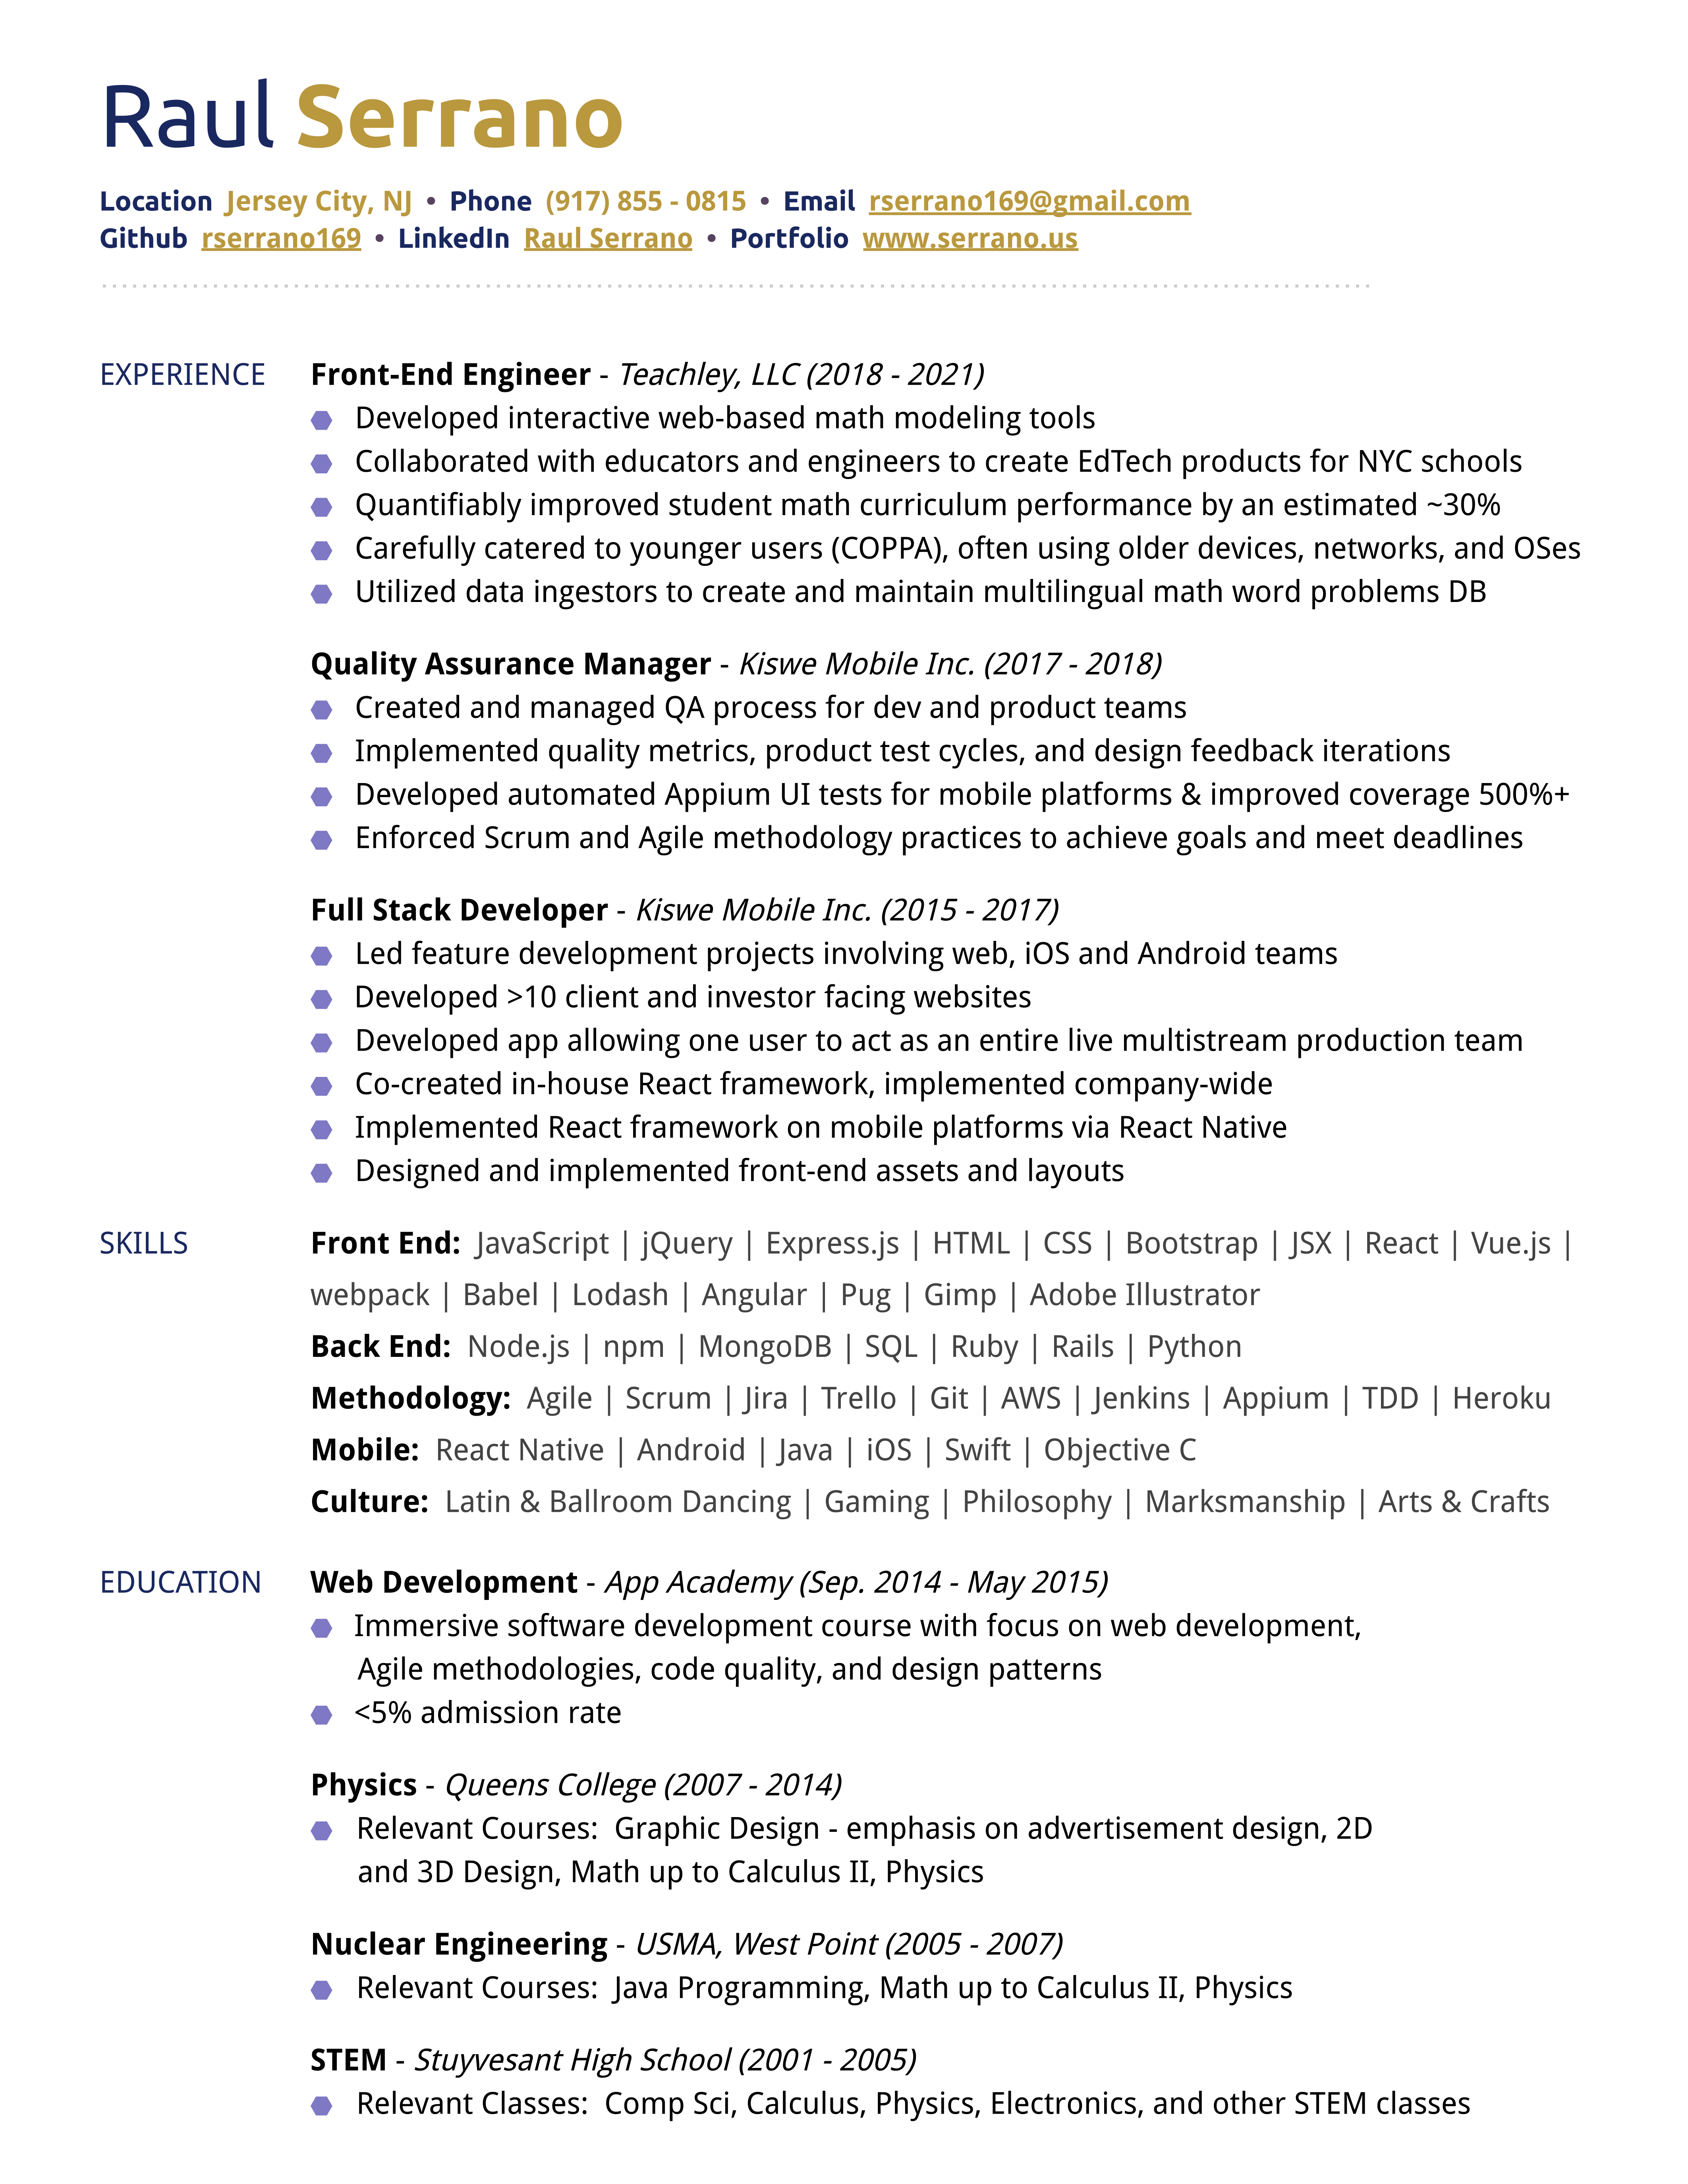 Raul Serrano
Location Jersey City, NJ • Phone (917) 855 - 0815 • Email rserrano169@gmail.com
Github rserrano169 • LinkedIn Raul Serrano • Portfolio www.serrano.us
EXPERIENCE Front-End Engineer - Teachley, LLC (2018 - 2021)
Developed interactive web-based math modeling tools
Collaborated with educators and engineers to create EdTech products for NYC schools
Quantifiably improved student math curriculum performance by an estimated ~30%
Carefully catered to younger users (COPPA), often using older devices, networks, and OSes
Utilized data ingestors to create and maintain multilingual math word problems DB
Quality Assurance Manager - Kiswe Mobile Inc. (2017 - 2018)
Created and managed QA process for dev and product teams
Implemented quality metrics, product test cycles, and design feedback iterations
Developed automated Appium UI tests for mobile platforms & improved coverage 500%+
Enforced Scrum and Agile methodology practices to achieve goals and meet deadlines
Full Stack Developer - Kiswe Mobile Inc. (2015 - 2017)
Led feature development projects involving web, iOS and Android teams
Developed >10 client and investor facing websites
Developed app allowing one user to act as an entire live multistream production team
Co-created in-house React framework, implemented company-wide
Implemented React framework on mobile platforms via React Native
Designed and implemented front-end assets and layouts
SKILLS Front End: JavaScript | jQuery | Express.js | HTML | CSS | Bootstrap | JSX | React | Vue.js |
webpack | Babel | Lodash | Angular | Pug | Gimp | Adobe Illustrator
Back End: Node.js | npm | MongoDB | SQL | Ruby | Rails | Python
Methodology: Agile | Scrum | Jira | Trello | Git | AWS | Jenkins | Appium | TDD | Heroku
Mobile: React Native | Android | Java | iOS | Swift | Objective C
Culture: Latin & Ballroom Dancing | Gaming | Philosophy | Marksmanship | Arts & Crafts
EDUCATION Web Development - App Academy (Sep. 2014 - May 2015)
Immersive software development course with focus on web development,
Agile methodologies, code quality, and design patterns
<5% admission rate
Physics - Queens College (2007 - 2014)
Relevant Courses: Graphic Design - emphasis on advertisement design, 2D
and 3D Design, Math up to Calculus II, Physics
Nuclear Engineering - USMA, West Point (2005 - 2007)
Relevant Courses: Java Programming, Math up to Calculus II, Physics
STEM - Stuyvesant High School (2001 - 2005)
Relevant Classes: Comp Sci, Calculus, Physics, Electronics, and other STEM classes